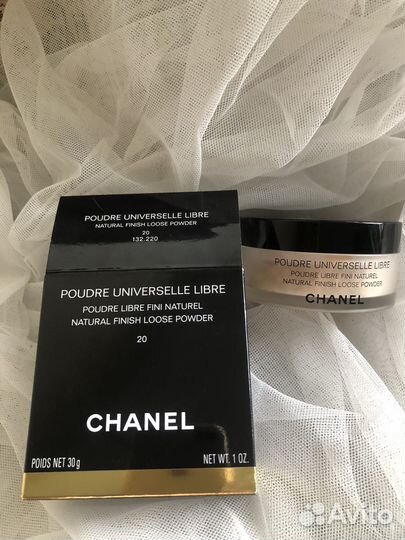 POUDRE UNIVERSELLE LIBRE
NATURAL FINISH LOOSE POWDER
20
132.220
POUDRE UNIVERSELLE LIBRE
POUDRE LIBRE FINI NATUREL
NATURAL FINISH LOOSE POWDER
20
CHANEL
POIDS NET 30g NET WT. 1 OZ.
POUDRE UNIVERSELLE LIBRE
POUDRE LIBRE FINI NATUREL
NATURAL FINISH LOOSE POWDER
CHANEL
Avito